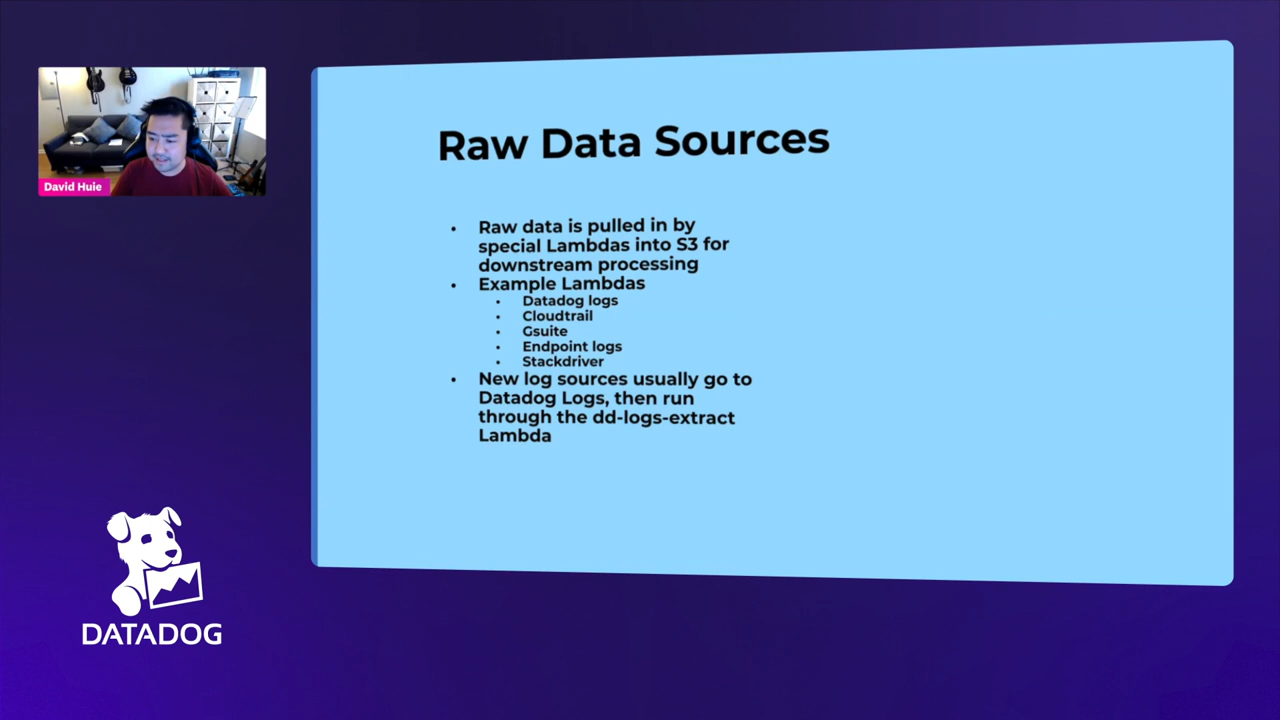 David Huie
Raw Data Sources
• Raw data is pulled in by
special Lambdas into S3 for
downstream processing
• Example Lambdas
• Datadog logs
• Cloudtrail
• Gsuite
• Endpoint logs
• Stackdriver
• New log sources usually go to
Datadog Logs, then run
through the dd-logs-extract
Lambda
DATADOG